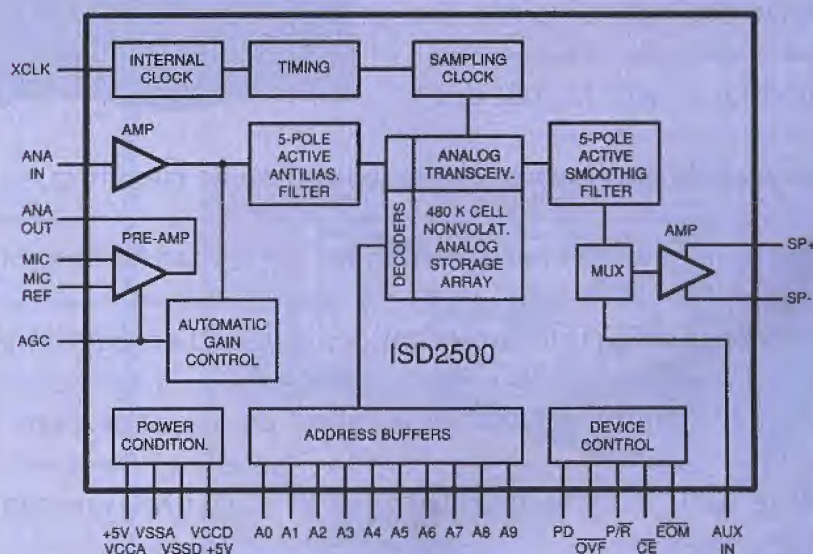 XCLK
INTERNAL
CLOCK
TIMING
SAMPLING
CLOCK
ANA
IN
AMP
5-POLE
ACTIVE
ANTILIAS.
FILTER
DECODERS
ANALOG
TRANSCEIV.
480 K CELL
NONVOLAT.
ANALOG
STORAGE
ARRAY
5-POLE
ACTIVE
SMOOTHIG
FILTER
ANA
OUT
PRE-AMP
MIC
MIC
REF
AGC
AUTOMATIC
GAIN
CONTROL
MUX
AMP
SP+
SP-
ISD2500
POWER
CONDITION.
ADDRESS BUFFERS
DEVICE
CONTROL
+5V VSSA VCCD
VCCA VSSD +5V
A0 A1 A2 A3 A4 A5 A6 A7 A8 A9
PD P/R EOM AUX
OVF CE IN